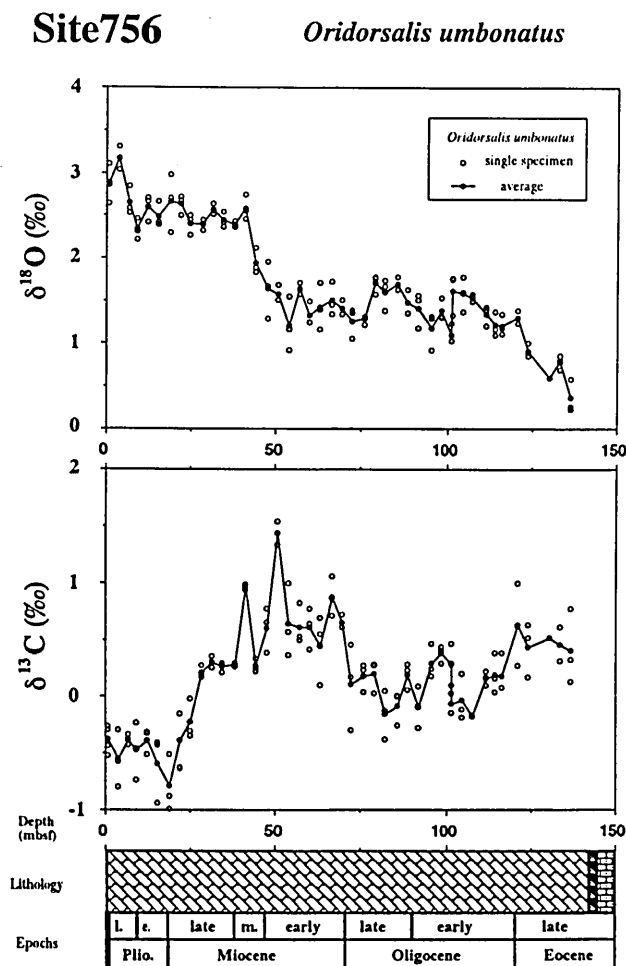 Site756 Oridorsalis umbonatus
4
3
2
1
0
δ18O (‰)
Oridorsalis umbonatus
single specimen
average
0 50 100 150
2
1
0
-1
δ13C (‰)
Depth (mbsf)
0 50 100 150
Lithology
Epochs
l. e. late m. early late early late
Plio. Miocene Oligocene Eocene